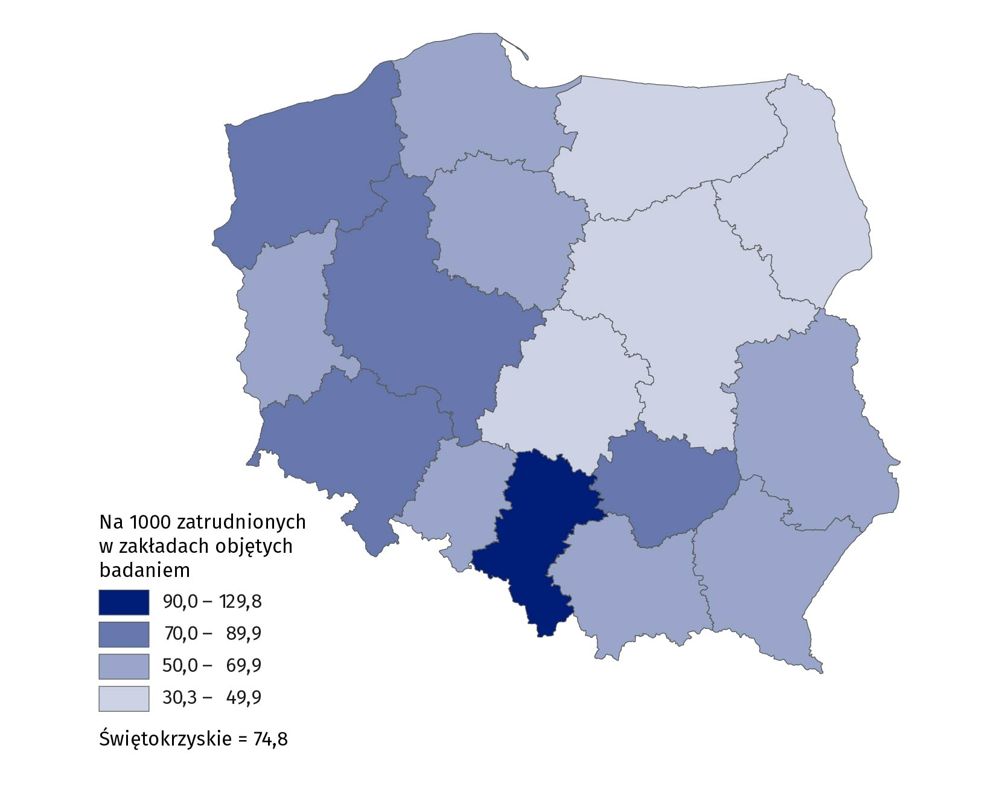 Na 1000 zatrudnionych
w zakładach objętych
badaniem
90,0 – 129,8
70,0 – 89,9
50,0 – 69,9
30,3 – 49,9
Świętokrzyskie = 74,8